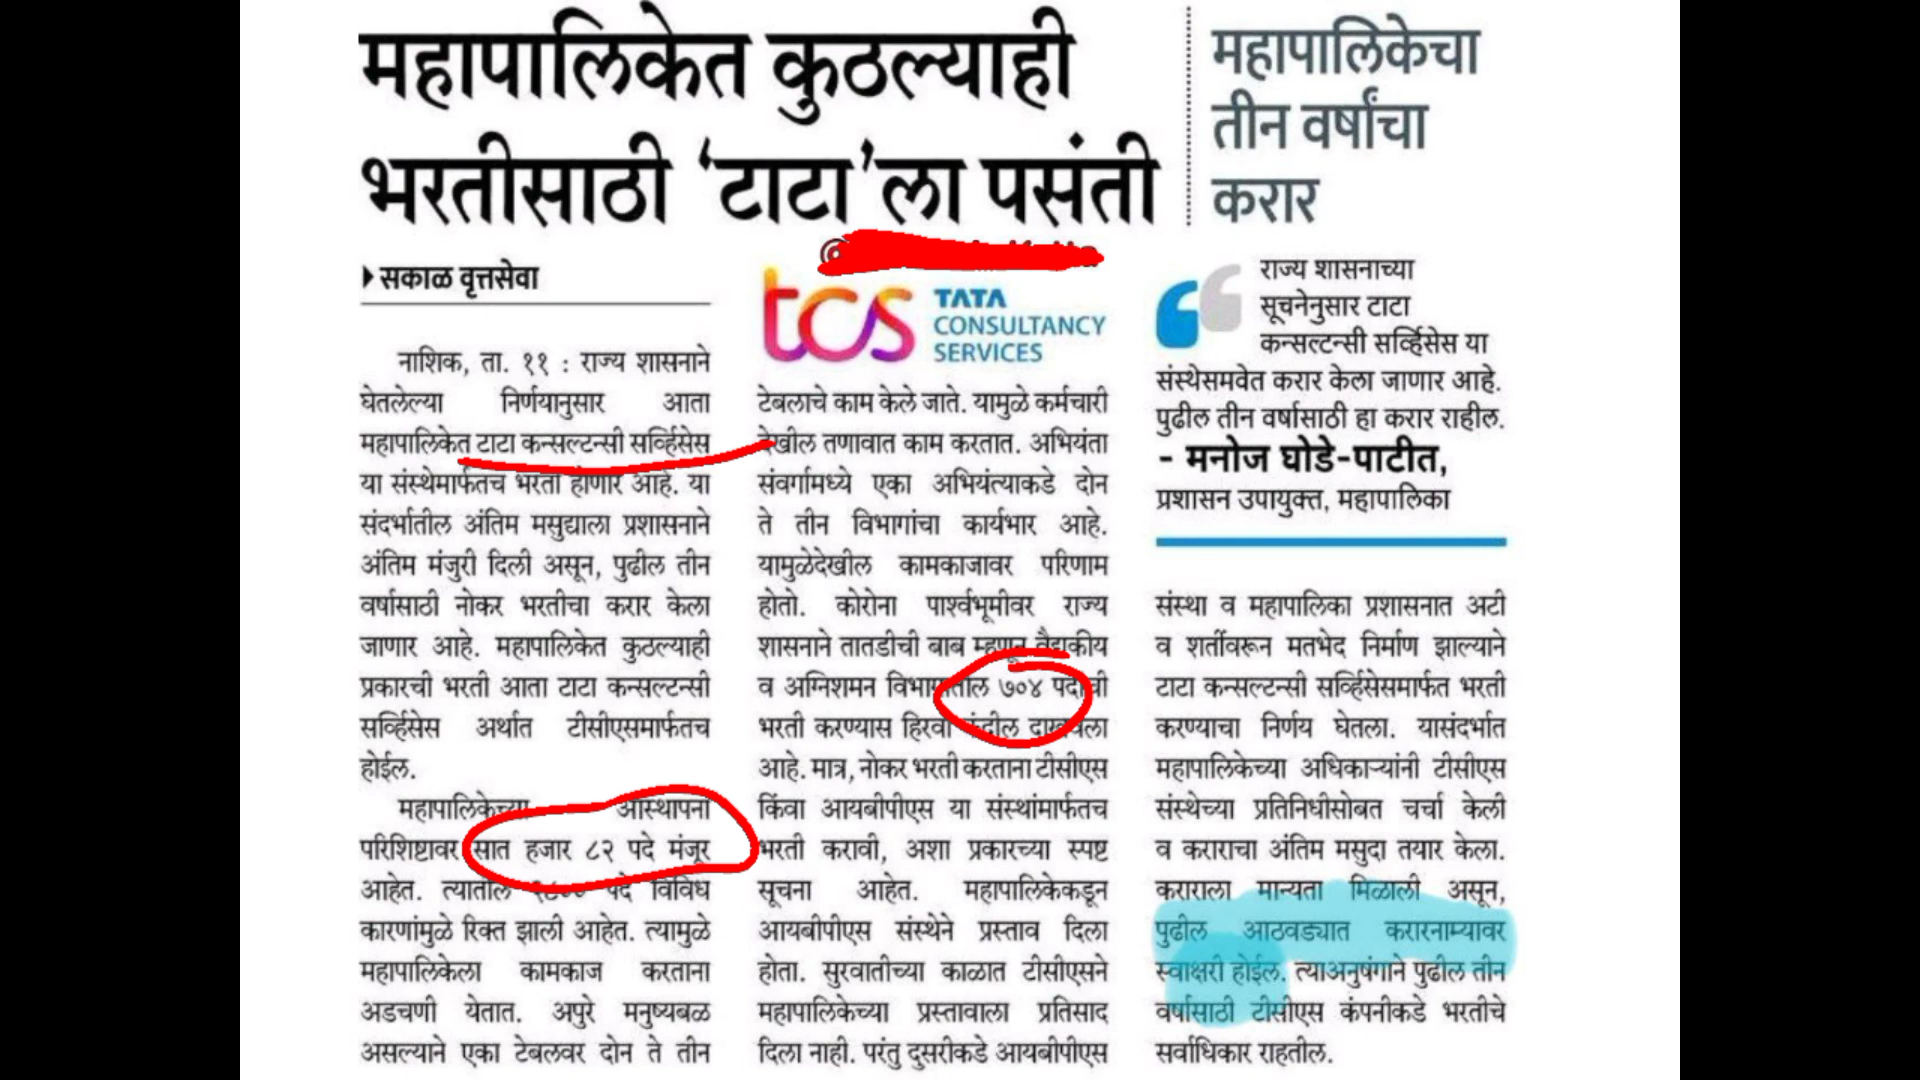 महापालिकेत कुठल्याही
भरतीसाठी 'टाटा'ला पसंती
महापालिकेचा
तीन वर्षांचा
करार
सकाळ वृत्तसेवा
नाशिक, ता. ११ : राज्य शासनाने
घेतलेल्या निर्णयानुसार आता
महापालिकेत टाटा कन्सल्टन्सी सर्व्हिसेस
या संस्थेमार्फतच भरती होणार आहे. या
संदर्भातील अंतिम मसुद्याला प्रशासनाने
अंतिम मंजुरी दिली असून, पुढील तीन
वर्षासाठी नोकर भरतीचा करार केला
जाणार आहे. महापालिकेत कुठल्याही
प्रकारची भरती आता टाटा कन्सल्टन्सी
सर्व्हिसेस अर्थात टीसीएसमार्फतच
होईल.
महापालिकेच्या आस्थापना
परिशिष्टावर सात हजार ८२ पदे मंजूर
आहेत. त्यातील पदे विविध
कारणांमुळे रिक्त झाली आहेत. त्यामुळे
महापालिकेला कामकाज करताना
अडचणी येतात. अपुरे मनुष्यबळ
असल्याने एका टेबलवर दोन ते तीन
tcs TATA
CONSULTANCY
SERVICES
टेबलाचे काम केले जाते. यामुळे कर्मचारी
देखील तणावात काम करतात. अभियंता
संवर्गामध्ये एका अभियंत्याकडे दोन
ते तीन विभागांचा कार्यभार आहे.
यामुळेदेखील कामकाजावर परिणाम
होतो. कोरोना पार्श्वभूमीवर राज्य
शासनाने तातडीची बाब म्हणून वैद्यकीय
व अग्निशमन विभागातील ७०४ पदांची
भरती करण्यास हिरवा कंदील दाखवला
आहे. मात्र, नोकर भरती करताना टीसीएस
किंवा आयबीपीएस या संस्थांमार्फतच
भरती करावी, अशा प्रकारच्या स्पष्ट
सूचना आहेत. महापालिकेकडून
आयबीपीएस संस्थेने प्रस्ताव दिला
होता. सुरवातीच्या काळात टीसीएसने
महापालिकेच्या प्रस्तावाला प्रतिसाद
दिला नाही. परंतु दुसरीकडे आयबीपीएस
राज्य शासनाच्या
सूचनेनुसार टाटा
कन्सल्टन्सी सर्व्हिसेस या
संस्थेसमवेत करार केला जाणार आहे.
पुढील तीन वर्षासाठी हा करार राहील.
- मनोज घोडे-पाटीत,
प्रशासन उपायुक्त, महापालिका
संस्था व महापालिका प्रशासनात अटी
व शर्तीवरून मतभेद निर्माण झाल्याने
टाटा कन्सल्टन्सी सर्व्हिसेसमार्फत भरती
करण्याचा निर्णय घेतला. यासंदर्भात
महापालिकेच्या अधिकाऱ्यांनी टीसीएस
संस्थेच्या प्रतिनिधीसोबत चर्चा केली
व कराराचा अंतिम मसुदा तयार केला.
कराराला मान्यता मिळाली असून,
पुढील आठवड्यात करारनाम्यावर
स्वाक्षरी होईल. त्याअनुषंगाने पुढील तीन
वर्षासाठी टीसीएस कंपनीकडे भरतीचे
सर्वाधिकार राहतील.